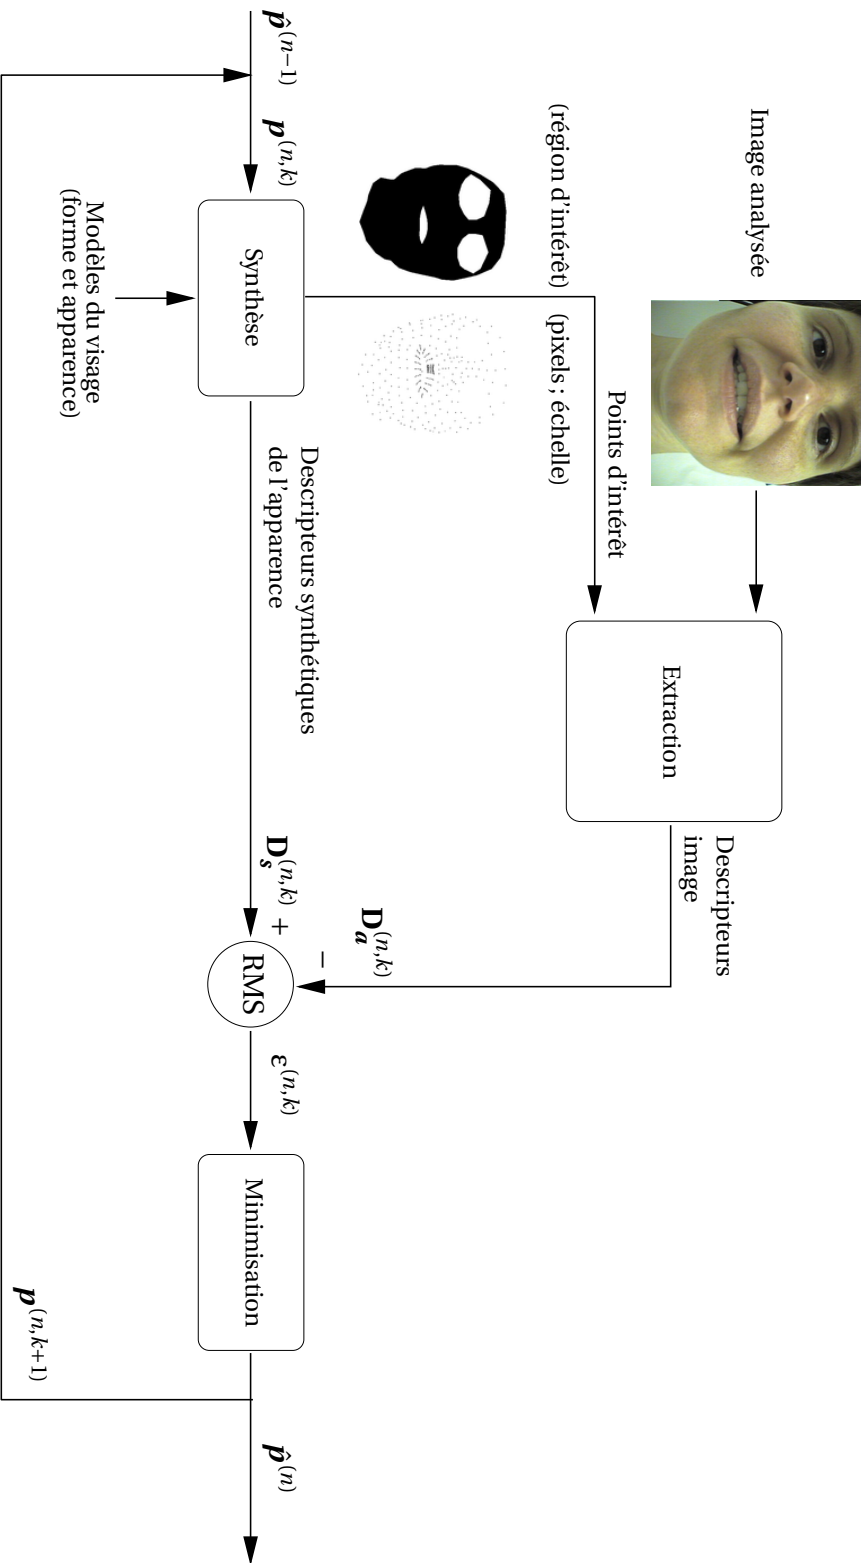 Image analysée
Points d'intérêt
(région d'intérêt)
(pixels ; échelle)
Extraction
Descripteurs
image
D_a^(n,k)
p̂^(n−1)
p^(n,k)
Synthèse
Descripteurs synthétiques
de l'apparence
D_s^(n,k)
+
−
RMS
ε^(n,k)
Minimisation
p̂^(n)
Modèles du visage
(forme et apparence)
p^(n,k+1)